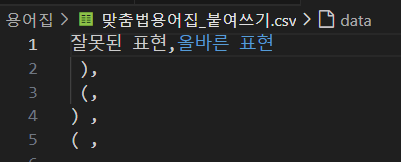 용어집 > 맞춤법용어집_붙여쓰기.csv > data
1 잘못된 표현,올바른 표현
2  ),
3  (,
4 ) ,
5 ( ,